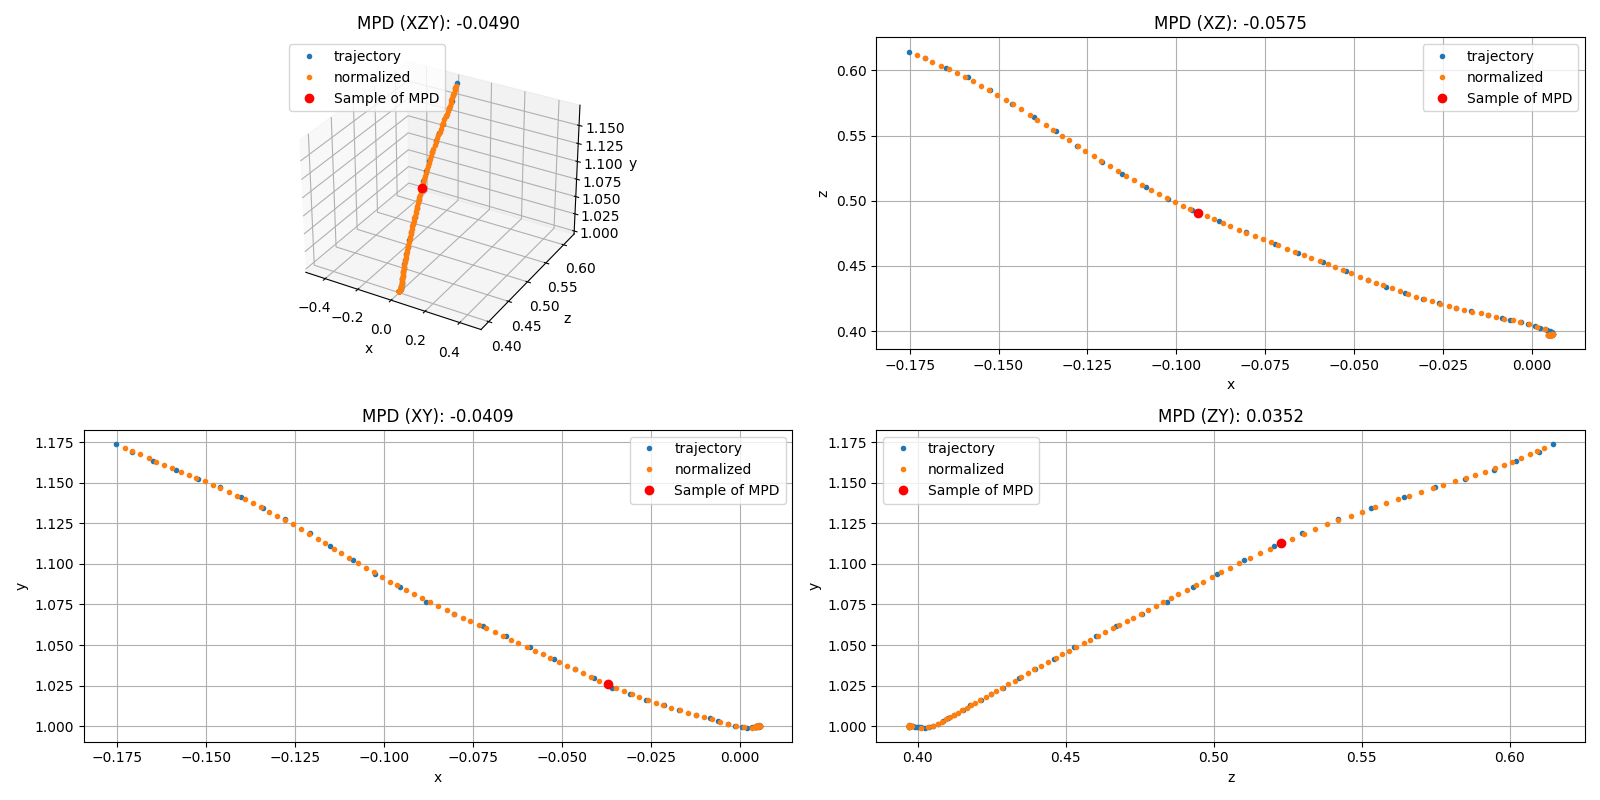 MPD (XZY): -0.0490
trajectory
normalized
Sample of MPD
1.150
1.125
1.100
1.075
1.050
1.025
1.000
y
0.60
0.55
0.50
0.45
0.40
z
−0.4
−0.2
0.0
0.2
0.4
x
MPD (XZ): -0.0575
trajectory
normalized
Sample of MPD
0.60
0.55
0.50
0.45
0.40
z
−0.175 −0.150 −0.125 −0.100 −0.075 −0.050 −0.025 0.000
x
MPD (XY): -0.0409
trajectory
normalized
Sample of MPD
1.175
1.150
1.125
1.100
1.075
1.050
1.025
1.000
y
−0.175 −0.150 −0.125 −0.100 −0.075 −0.050 −0.025 0.000
x
MPD (ZY): 0.0352
trajectory
normalized
Sample of MPD
1.175
1.150
1.125
1.100
1.075
1.050
1.025
1.000
y
0.40 0.45 0.50 0.55 0.60
z